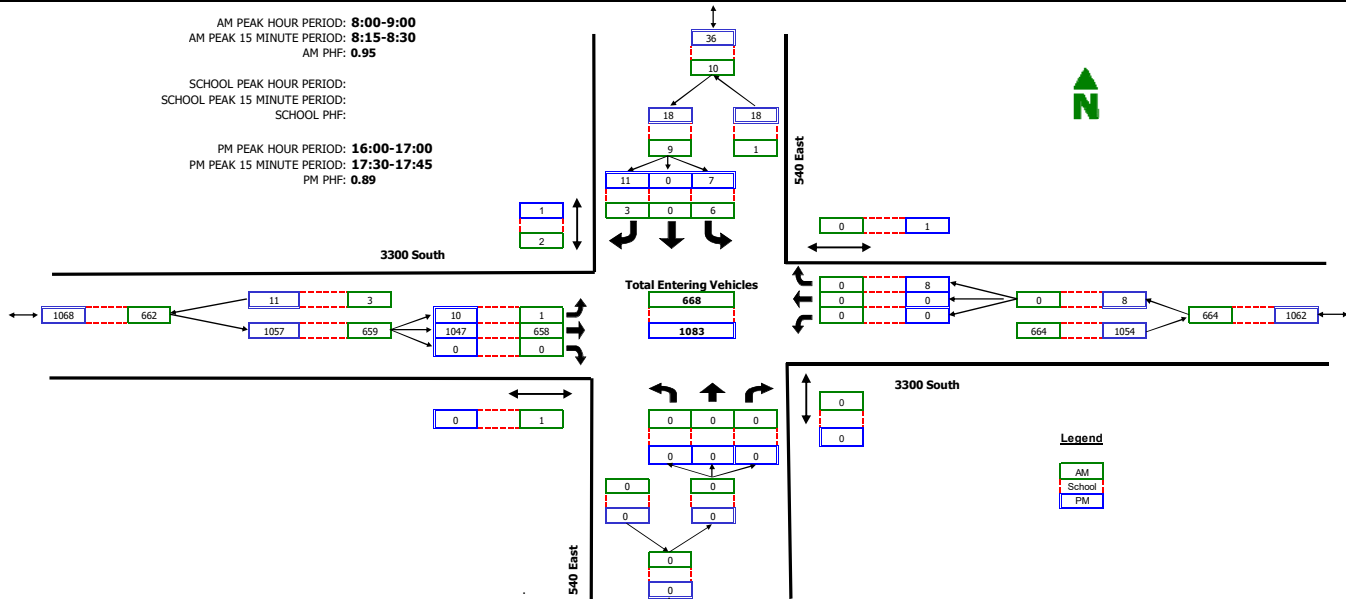 AM PEAK HOUR PERIOD: 8:00-9:00
AM PEAK 15 MINUTE PERIOD: 8:15-8:30
AM PHF: 0.95
SCHOOL PEAK HOUR PERIOD:
SCHOOL PEAK 15 MINUTE PERIOD:
SCHOOL PHF:
PM PEAK HOUR PERIOD: 16:00-17:00
PM PEAK 15 MINUTE PERIOD: 17:30-17:45
PM PHF: 0.89
36
10
N
18 18
9 1
540 East
11 0 7
3 0 6
1
2
0 1
3300 South
Total Entering Vehicles
668
1083
1068 662
11 3
1057 659
10 1
1047 658
0 0
0 8
0 0
0 0
0 8
664 1054
664 1062
3300 South
0 1
0 0 0
0 0 0
0
0
Legend
AM
School
PM
0 0
0 0
540 East
0
0